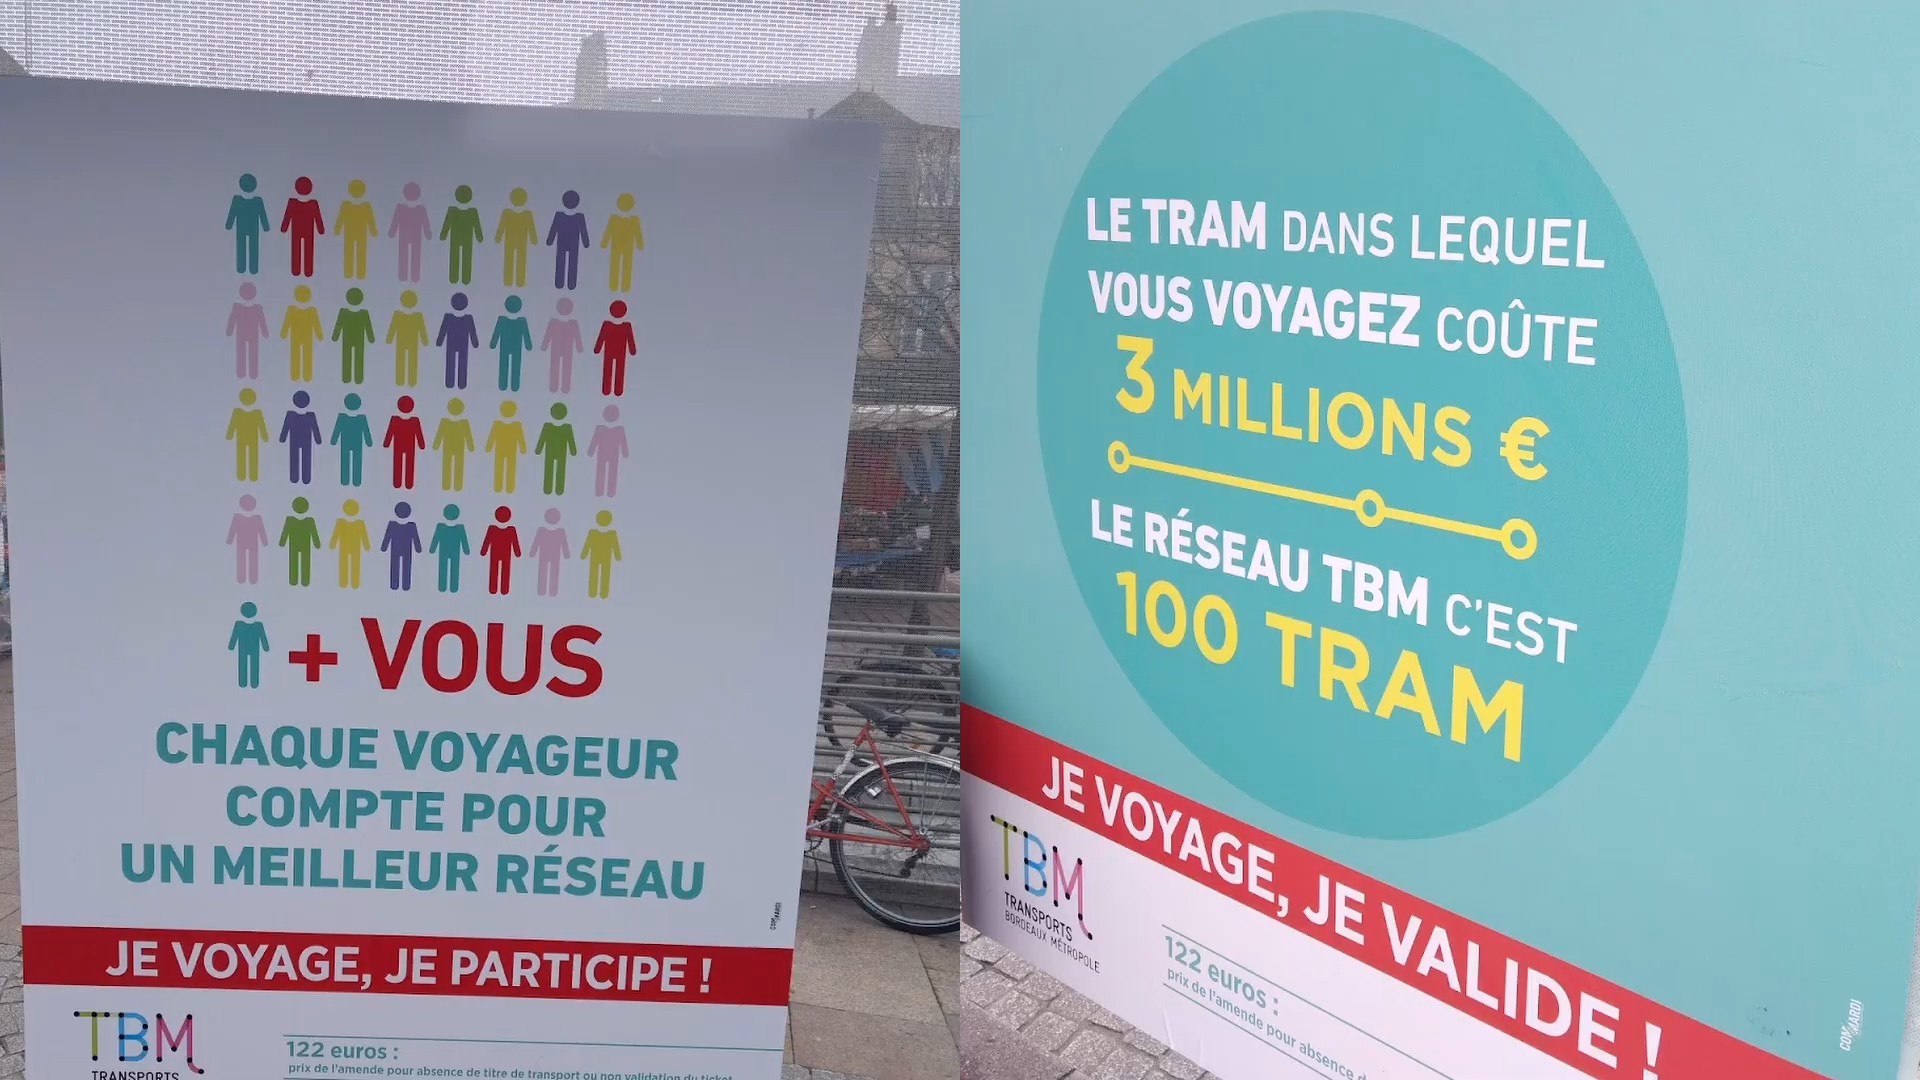 + VOUS
CHAQUE VOYAGEUR
COMPTE POUR
UN MEILLEUR RÉSEAU
COM'ARDI
JE VOYAGE, JE PARTICIPE !
TBM
TRANSPORTS
122 euros :
prix de l'amende pour absence de titre de transport ou non validation du ticket
LE TRAM DANS LEQUEL
VOUS VOYAGEZ COÛTE
3 MILLIONS €
LE RÉSEAU TBM C'EST
100 TRAM
JE VOYAGE, JE VALIDE !
TBM
TRANSPORTS
BORDEAUX MÉTROPOLE
122 euros :
prix de l'amende pour absence